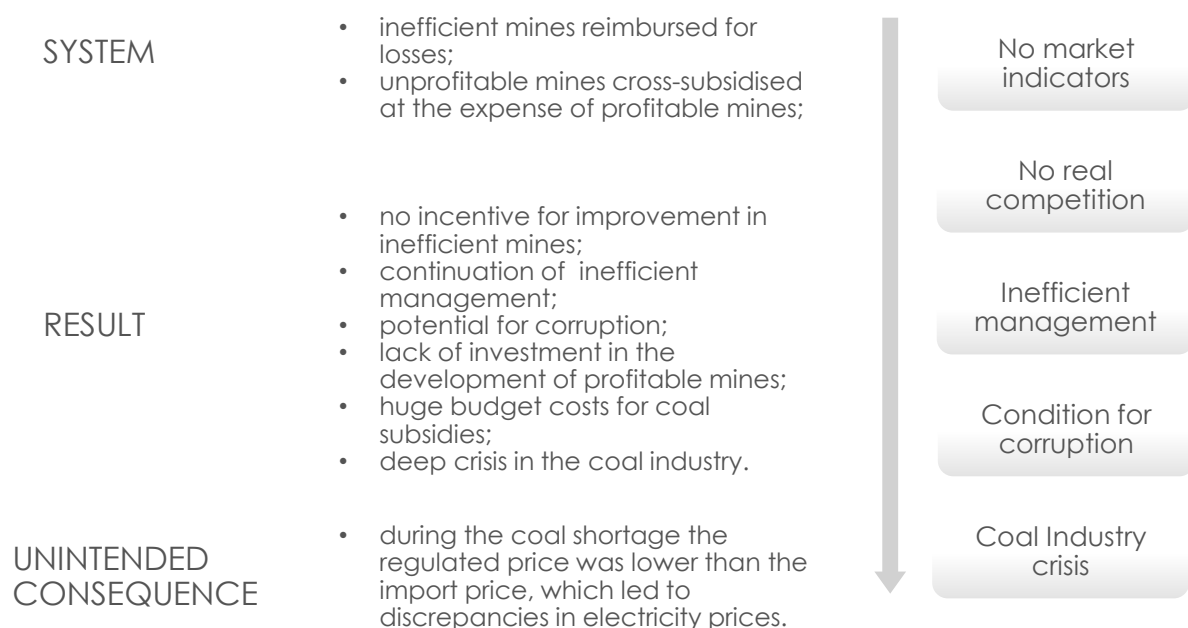 SYSTEM
• inefficient mines reimbursed for
losses;
• unprofitable mines cross-subsidised
at the expense of profitable mines;
RESULT
• no incentive for improvement in
inefficient mines;
• continuation of inefficient
management;
• potential for corruption;
• lack of investment in the
development of profitable mines;
• huge budget costs for coal
subsidies;
• deep crisis in the coal industry.
UNINTENDED
CONSEQUENCE
• during the coal shortage the
regulated price was lower than the
import price, which led to
discrepancies in electricity prices.
No market
indicators
No real
competition
Inefficient
management
Condition for
corruption
Coal Industry
crisis